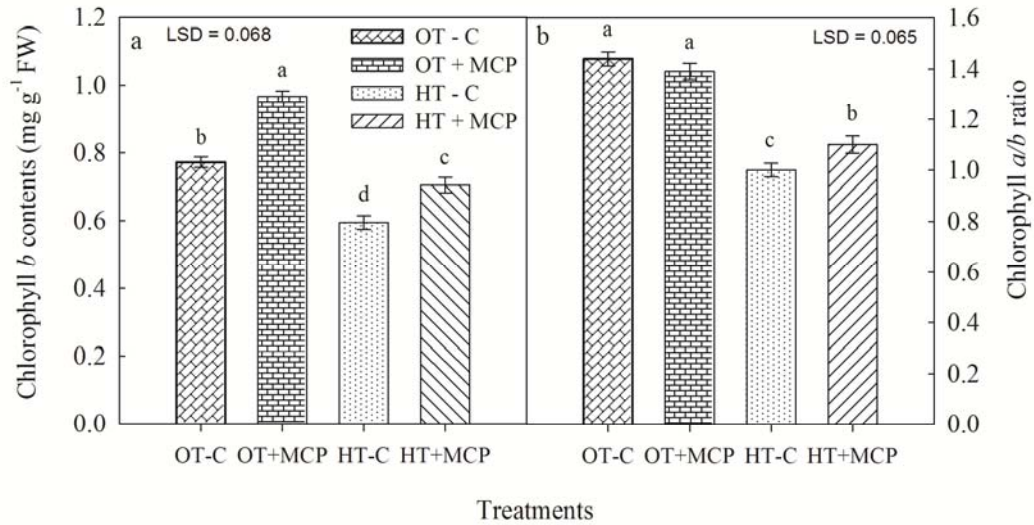 1.2
1.0
0.8
0.6
0.4
0.2
0.0
Chlorophyll b contents (mg g-1 FW)
a
LSD = 0.068
OT - C
OT + MCP
HT - C
HT + MCP
b
a
d
c
OT-C OT+MCP HT-C HT+MCP
b
LSD = 0.065
a
a
c
b
OT-C OT+MCP HT-C HT+MCP
1.6
1.4
1.2
1.0
0.8
0.6
0.4
0.2
0.0
Chlorophyll a/b ratio
Treatments